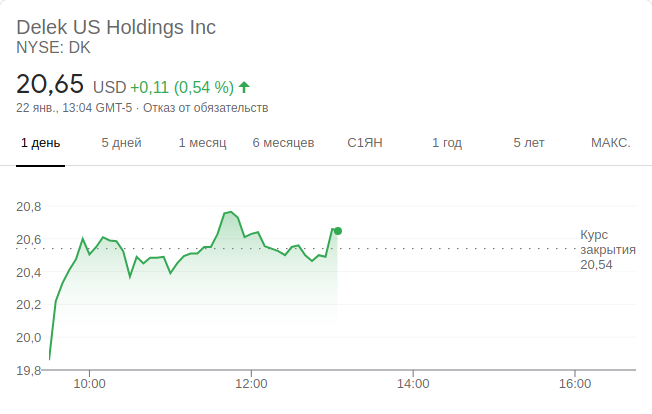 Delek US Holdings Inc
NYSE: DK
20,65 USD +0,11 (0,54 %)
22 янв., 13:04 GMT-5 · Отказ от обязательств
1 день 5 дней 1 месяц 6 месяцев С1ЯН 1 год 5 лет МАКС.
20,8
20,6
20,4
20,2
20,0
19,8
Курс
закрытия
20,54
10:00 12:00 14:00 16:00